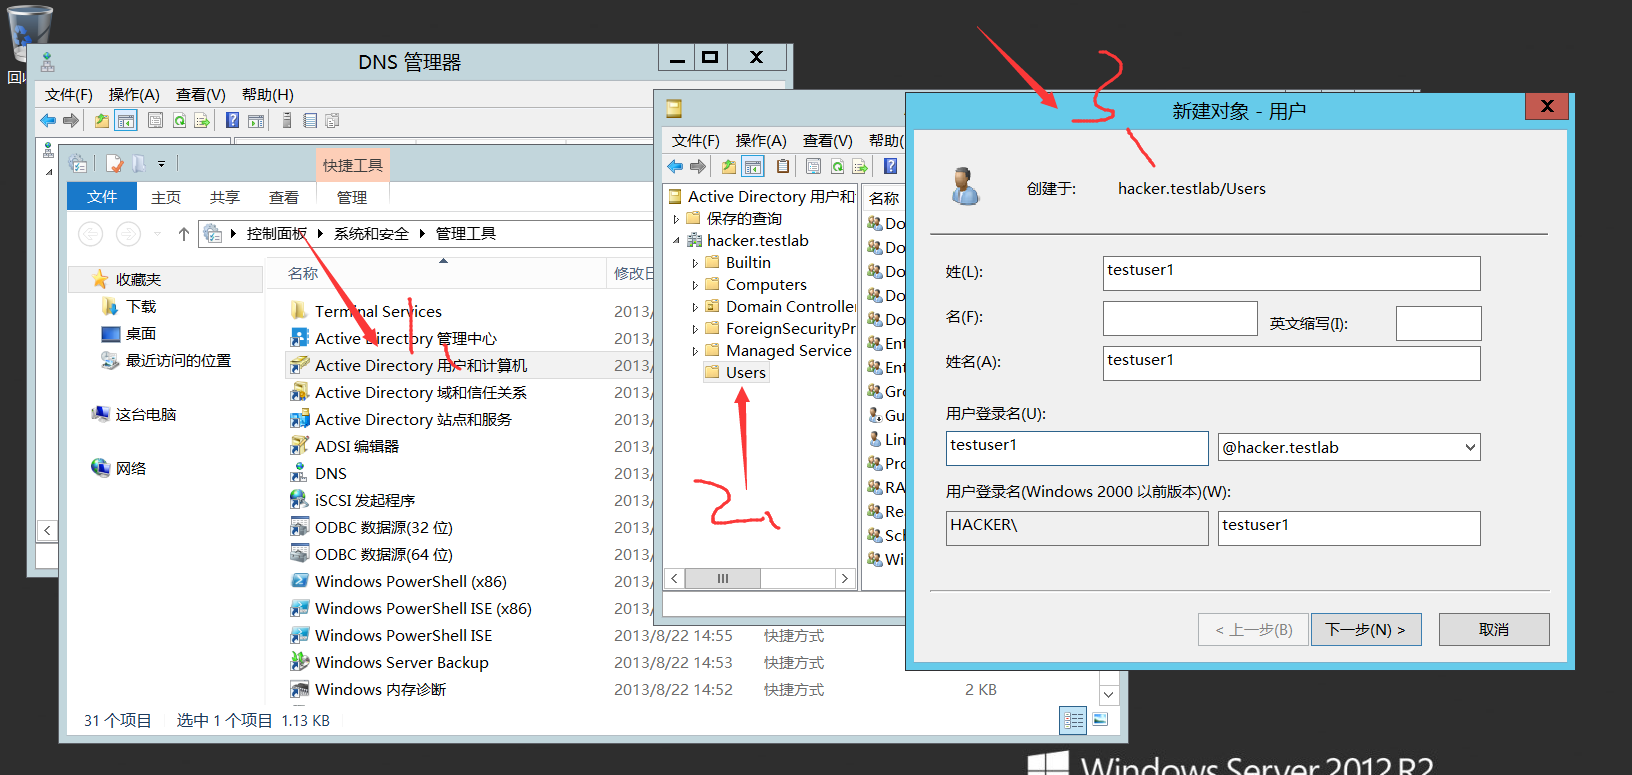 回
DNS 管理器
文件(F) 操作(A) 查看(V) 帮助(H)
快捷工具
文件 主页 共享 查看 管理
控制面板 系统和安全 管理工具
收藏夹
下载
桌面
最近访问的位置
这台电脑
网络
名称 修改日
Terminal Services 2013/
Active Directory 管理中心 2013/
Active Directory 用户和计算机 2013/
Active Directory 域和信任关系 2013/
Active Directory 站点和服务 2013/
ADSI 编辑器 2013/
DNS 2013/
iSCSI 发起程序 2013/
ODBC 数据源(32 位) 2013/
ODBC 数据源(64 位) 2013/
Windows PowerShell (x86) 2013/
Windows PowerShell ISE (x86) 2013/
Windows PowerShell ISE 2013/8/22 14:55 快捷方式
Windows Server Backup 2013/8/22 14:53 快捷方式
Windows 内存诊断 2013/8/22 14:52 快捷方式 2 KB
31 个项目 选中 1 个项目 1.13 KB
1、
文件(F) 操作(A) 查看(V) 帮助(
Active Directory 用户和
保存的查询
hacker.testlab
Builtin
Computers
Domain Controller
ForeignSecurityPr
Managed Service
Users
2、
名称
Do
Do
Do
Do
Do
Ent
Ent
Gro
Gu
Lin
Pro
RA
Rea
Sch
Wi
3、
新建对象 - 用户
创建于: hacker.testlab/Users
姓(L): testuser1
名(F): 英文缩写(I):
姓名(A): testuser1
用户登录名(U):
testuser1 @hacker.testlab
用户登录名(Windows 2000 以前版本)(W):
HACKER\ testuser1
< 上一步(B) 下一步(N) > 取消
Windows Server 2012 R2